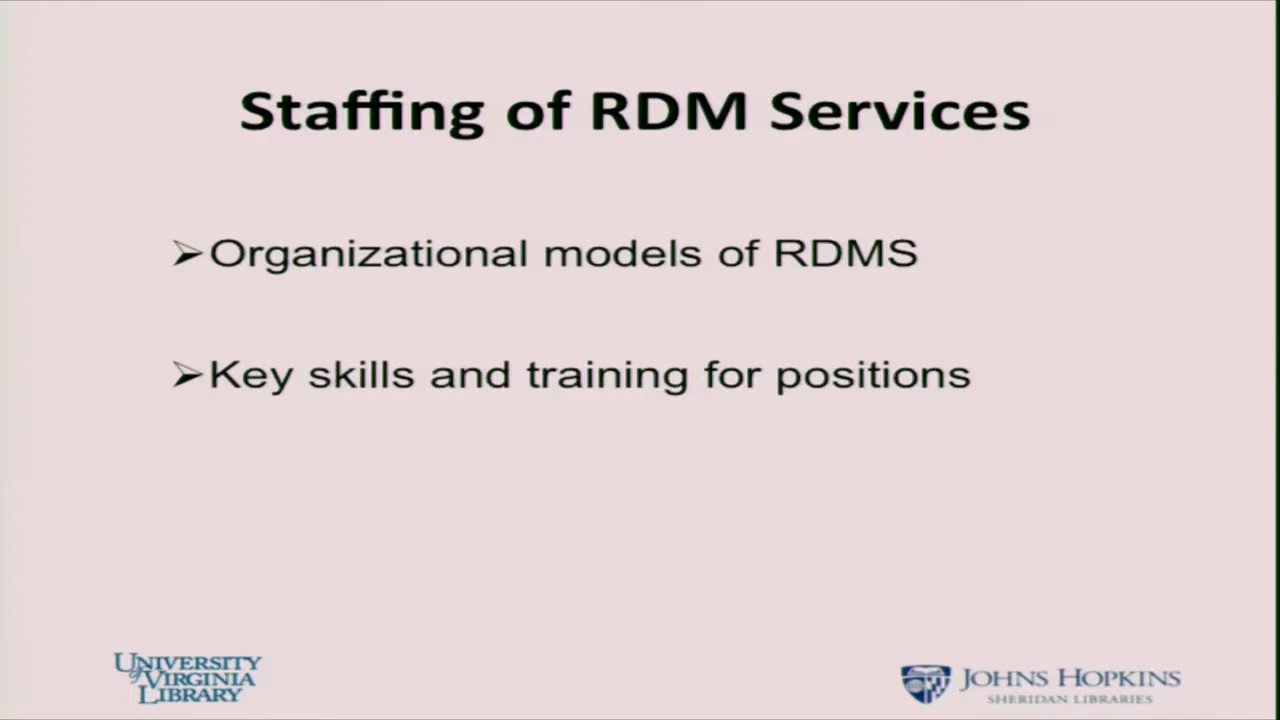 Staffing of RDM Services
➢Organizational models of RDMS
➢Key skills and training for positions
UNIVERSITY
of VIRGINIA
LIBRARY
JOHNS HOPKINS
SHERIDAN LIBRARIES